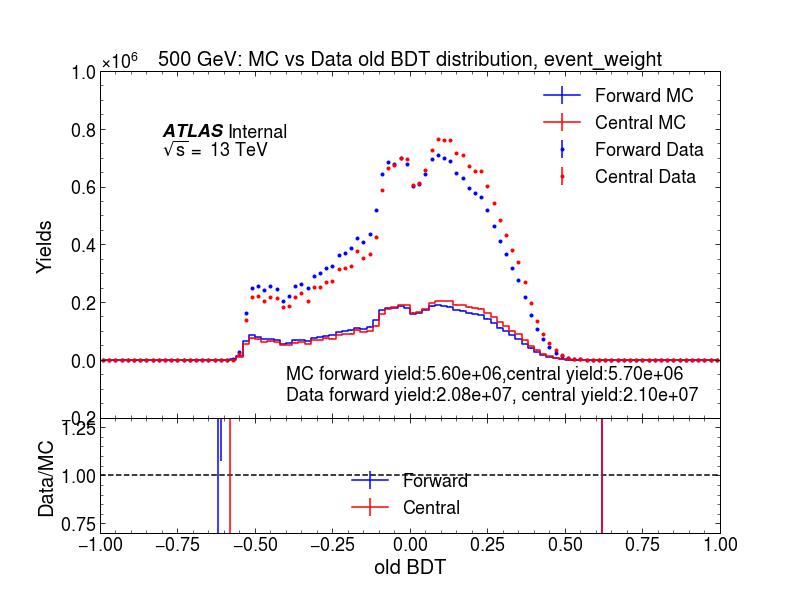 ×10⁶ 500 GeV: MC vs Data old BDT distribution, event_weight
1.0
0.8
0.6
0.4
0.2
0.0
0.2
Yields
ATLAS Internal
√s = 13 TeV
Forward MC
Central MC
Forward Data
Central Data
MC forward yield:5.60e+06,central yield:5.70e+06
Data forward yield:2.08e+07, central yield:2.10e+07
1.25
1.00
0.75
Data/MC
Forward
Central
−1.00 −0.75 −0.50 −0.25 0.00 0.25 0.50 0.75 1.00
old BDT